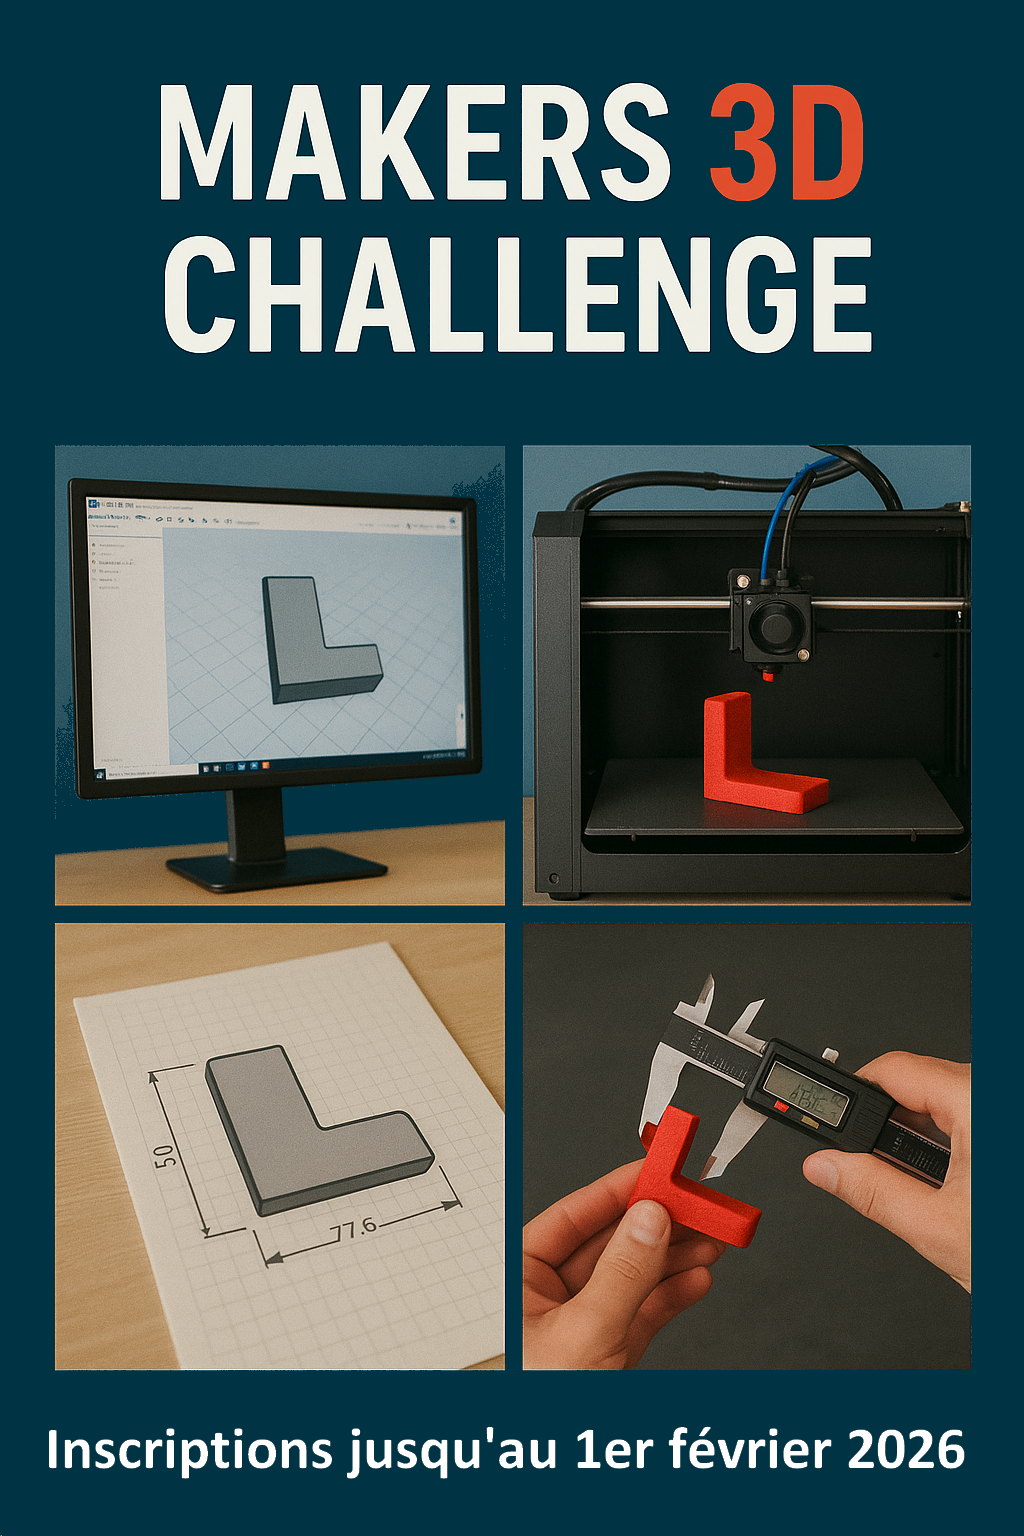 MAKERS 3D
CHALLENGE
50
77.6
Inscriptions jusqu'au 1er février 2026